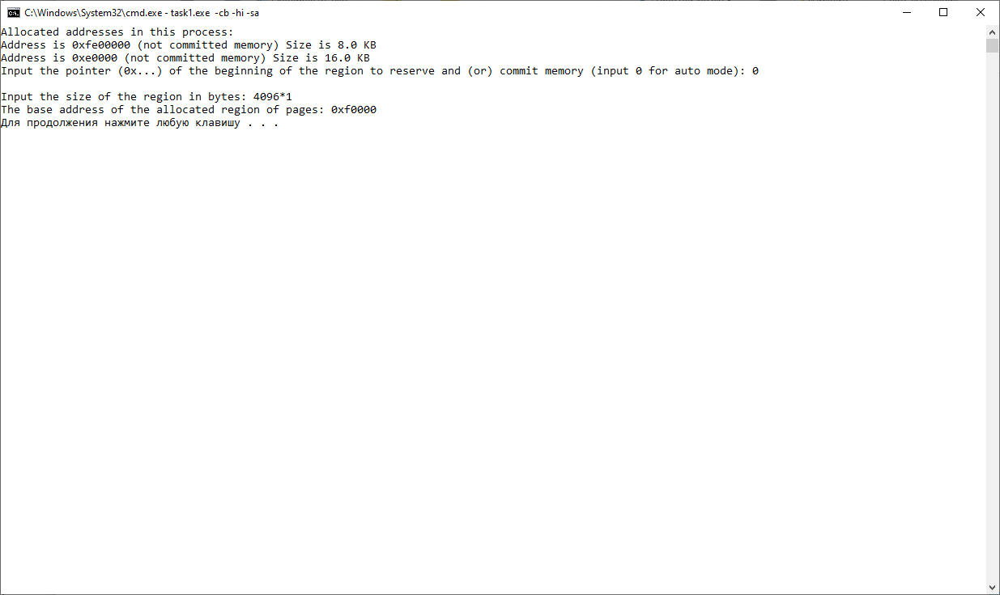 C:\Windows\System32\cmd.exe - task1.exe -cb -hi -sa
Allocated addresses in this process:
Address is 0xfe00000 (not committed memory) Size is 8.0 KB
Address is 0xe0000 (not committed memory) Size is 16.0 KB
Input the pointer (0x...) of the beginning of the region to reserve and (or) commit memory (input 0 for auto mode): 0
Input the size of the region in bytes: 4096*1
The base address of the allocated region of pages: 0xf0000
Для продолжения нажмите любую клавишу . . .